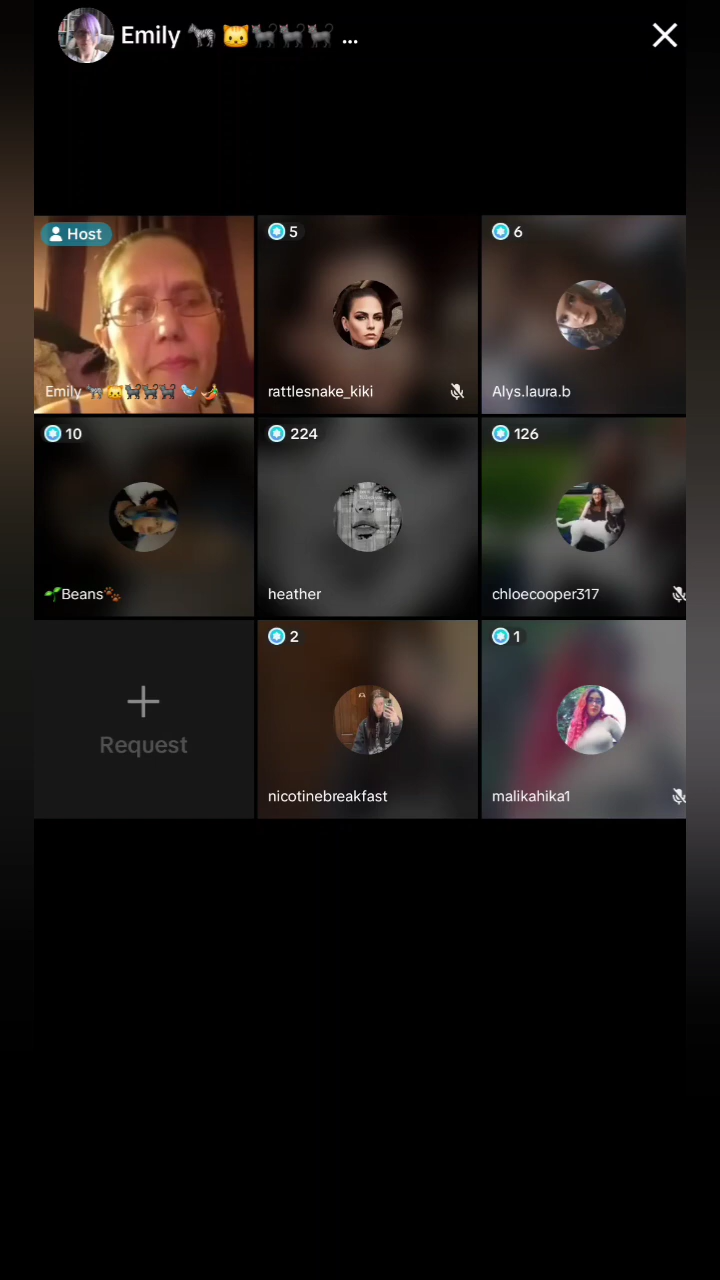 Emily 🦓 🐱🐈‍⬛🐈‍⬛🐈‍⬛ ...
Host
5
6
Emily 🦓🐱🐈‍⬛🐈‍⬛🐈‍⬛ 🐦
rattlesnake_kiki
Alys.laura.b
10
224
126
🌱Beans🐾
heather
chloecooper317
2
1
Request
nicotinebreakfast
malikahika1